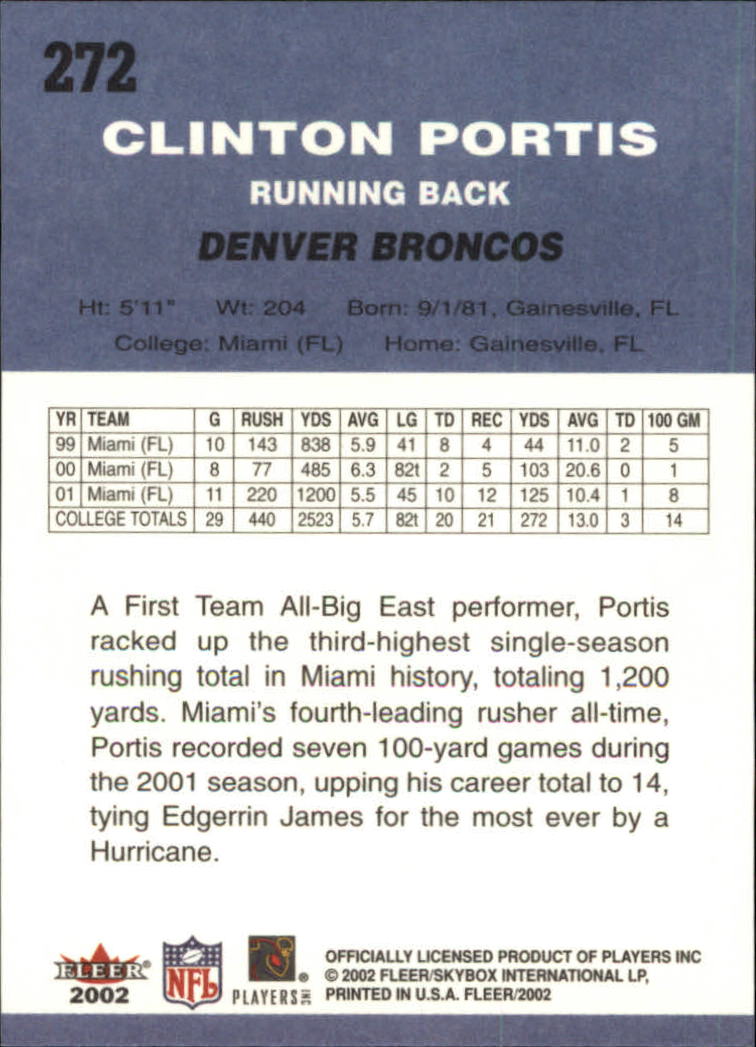 272
CLINTON PORTIS
RUNNING BACK
DENVER BRONCOS
Ht: 5'11" Wt: 204 Born: 9/1/81, Gainesville, FL
College: Miami (FL) Home: Gainesville, FL
YR TEAM G RUSH YDS AVG LG TD REC YDS AVG TD 100 GM
99 Miami (FL) 10 143 838 5.9 41 8 4 44 11.0 2 5
00 Miami (FL) 8 77 485 6.3 82t 2 5 103 20.6 0 1
01 Miami (FL) 11 220 1200 5.5 45 10 12 125 10.4 1 8
COLLEGE TOTALS 29 440 2523 5.7 82t 20 21 272 13.0 3 14
A First Team All-Big East performer, Portis
racked up the third-highest single-season
rushing total in Miami history, totaling 1,200
yards. Miami's fourth-leading rusher all-time,
Portis recorded seven 100-yard games during
the 2001 season, upping his career total to 14,
tying Edgerrin James for the most ever by a
Hurricane.
FLEER®
2002
NFL
®
PLAYERS INC
OFFICIALLY LICENSED PRODUCT OF PLAYERS INC
© 2002 FLEER/SKYBOX INTERNATIONAL LP,
PRINTED IN U.S.A. FLEER/2002